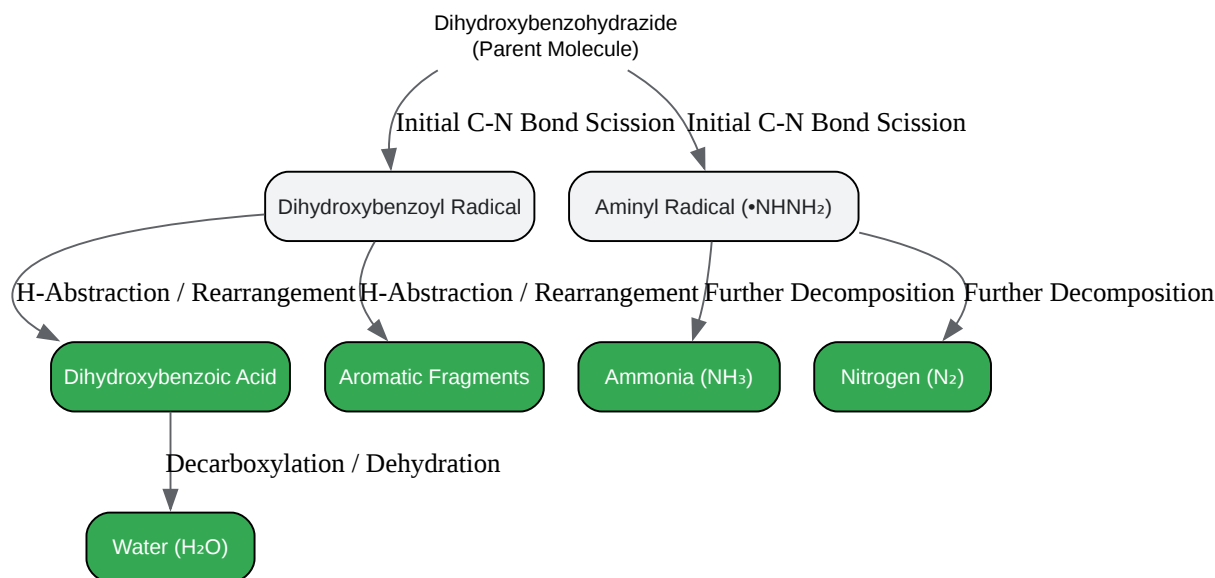 Dihydroxybenzohydrazide
(Parent Molecule)
Initial C-N Bond Scission
Initial C-N Bond Scission
Dihydroxybenzoyl Radical
Aminyl Radical (•NHNH₂)
H-Abstraction / Rearrangement
H-Abstraction / Rearrangement
Further Decomposition
Further Decomposition
Dihydroxybenzoic Acid
Aromatic Fragments
Ammonia (NH₃)
Nitrogen (N₂)
Decarboxylation / Dehydration
Water (H₂O)